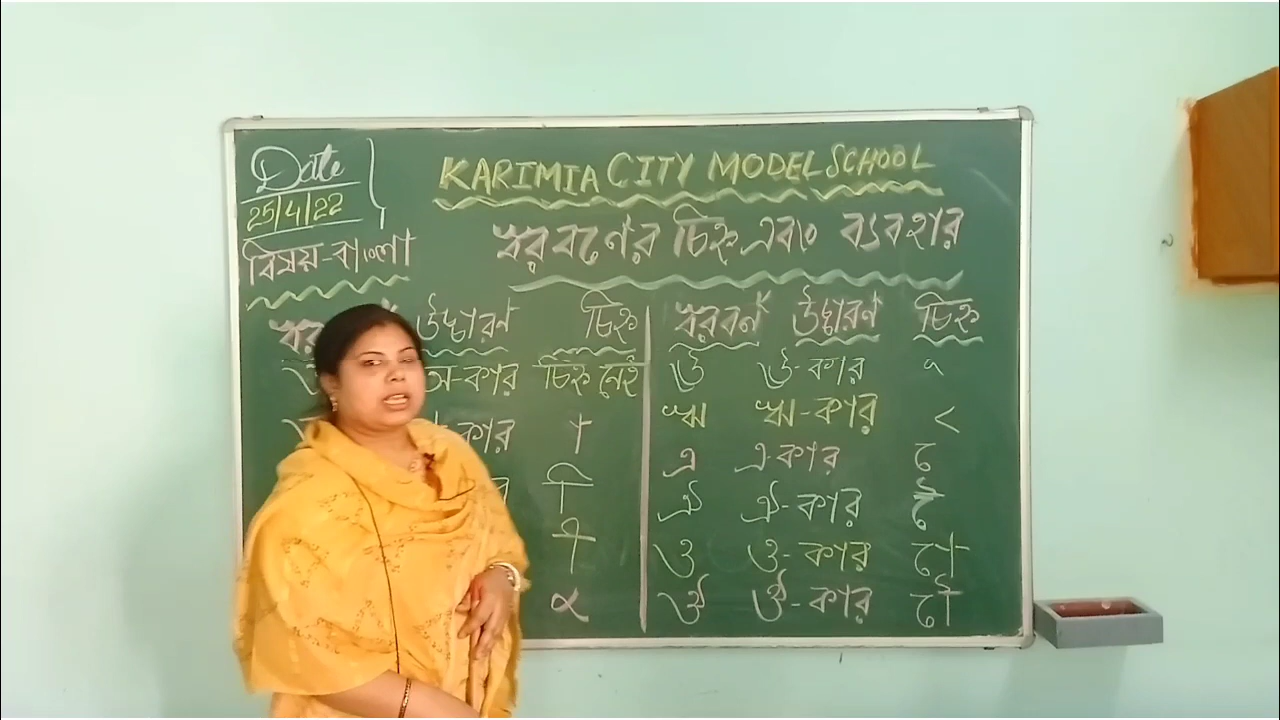 Date
25/4/22
বিষয়-বাংলা
KARIMIA CITY MODEL SCHOOL
স্বরবর্ণের চিহ্ন এবং ব্যবহার
উচ্চারণ চিহ্ন
অ-কার চিহ্ন নেই
কার া
ি
ী
ু
স্বরবর্ণ উচ্চারণ চিহ্ন
ঊ ঊ-কার ূ
ঋ ঋ-কার ৃ
এ এ-কার ে
ঐ ঐ-কার ৈ
ও ও-কার ো
ঔ ঔ-কার ৌ